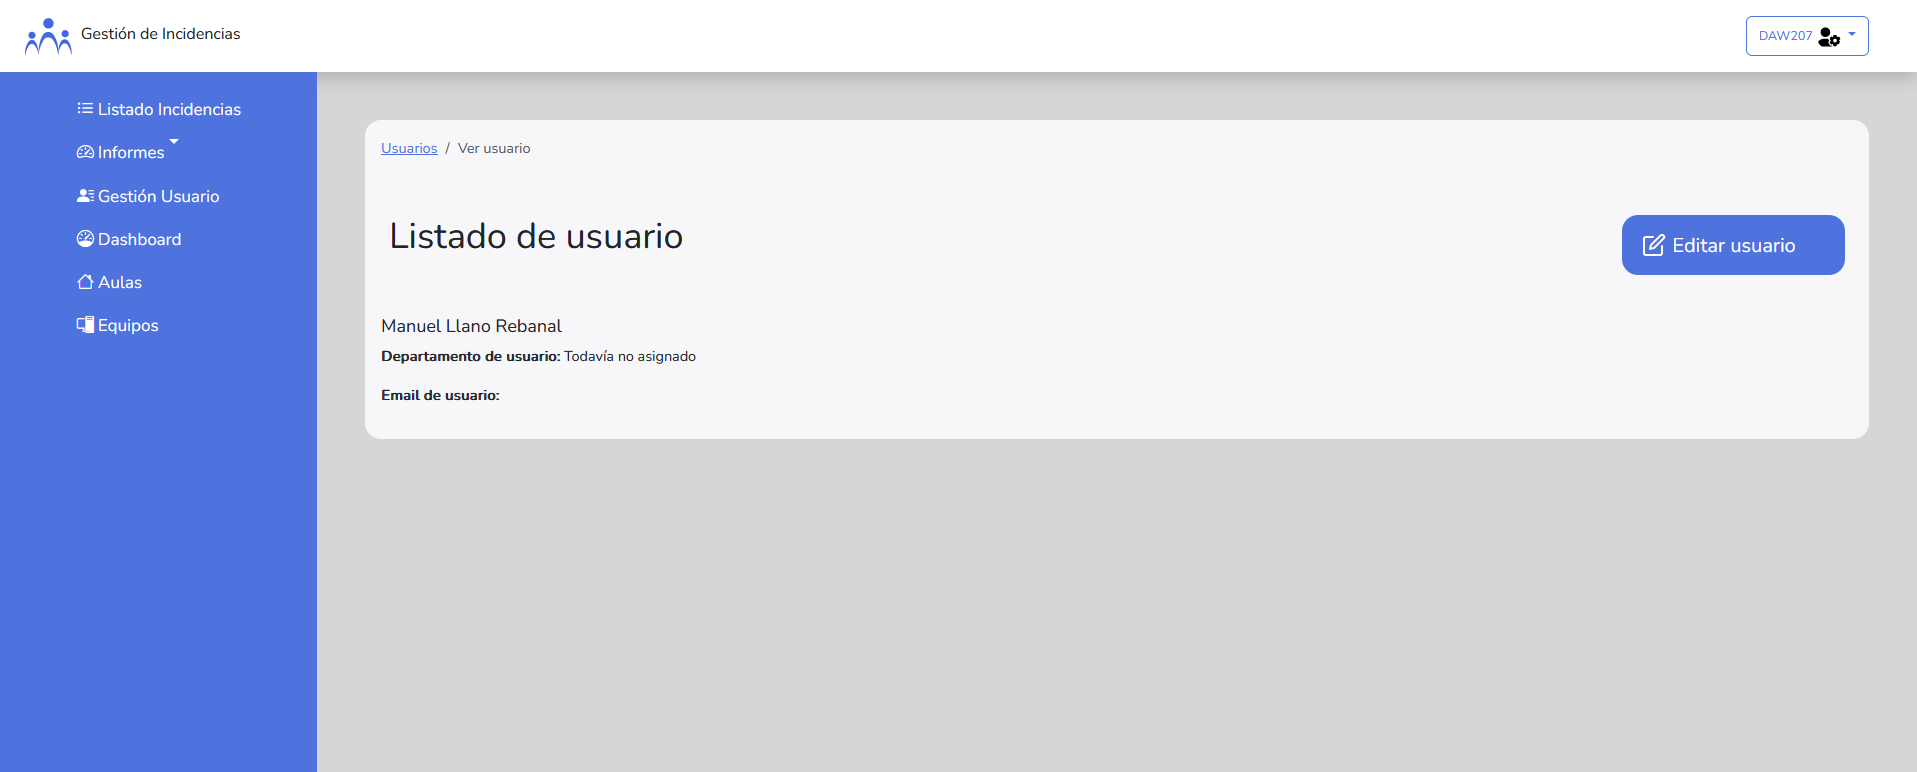 Gestión de Incidencias
DAW207
Listado Incidencias
Informes
Gestión Usuario
Dashboard
Aulas
Equipos
Usuarios / Ver usuario
Listado de usuario
Editar usuario
Manuel Llano Rebanal
Departamento de usuario: Todavía no asignado
Email de usuario: